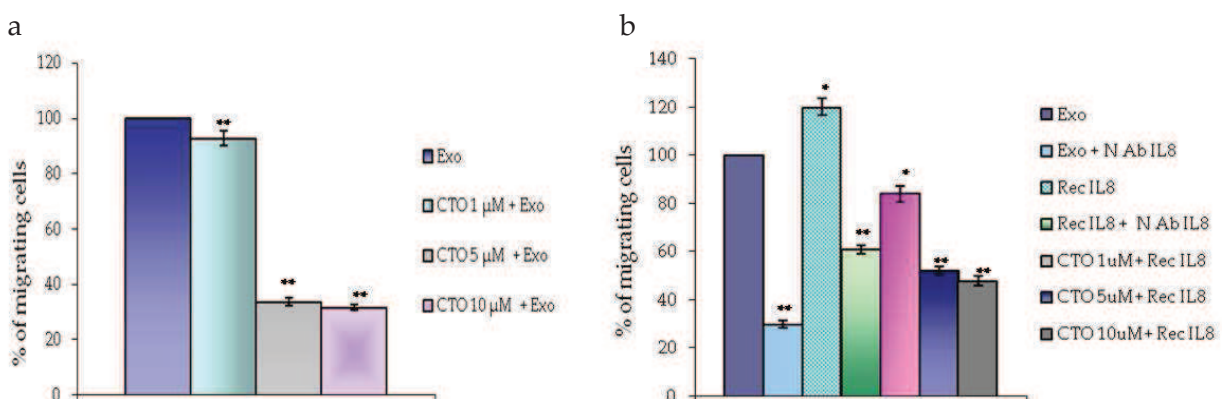 a
120
100
80
60
40
20
0
% of migrating cells
**
**
**
Exo
CTO 1 μM + Exo
CTO 5 μM + Exo
CTO 10 μM + Exo
b
140
120
100
80
60
40
20
0
% of migrating cells
**
*
**
*
**
**
Exo
Exo + N Ab IL8
Rec IL8
Rec IL8 + N Ab IL8
CTO 1uM+ Rec IL8
CTO 5uM+ Rec IL8
CTO 10uM+ Rec IL8